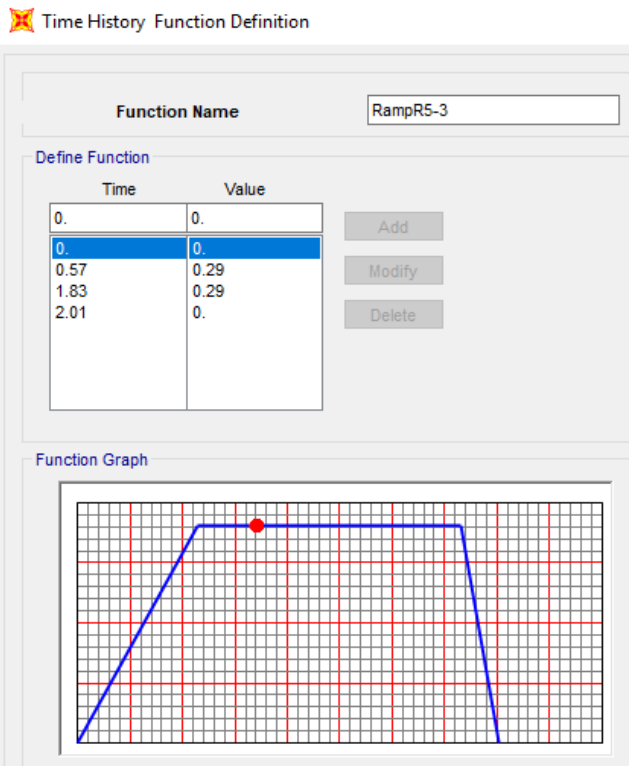 Time History Function Definition
Function Name RampR5-3
Define Function
Time Value
0. 0. Add
0. 0.
0.57 0.29 Modify
1.83 0.29
2.01 0. Delete
Function Graph